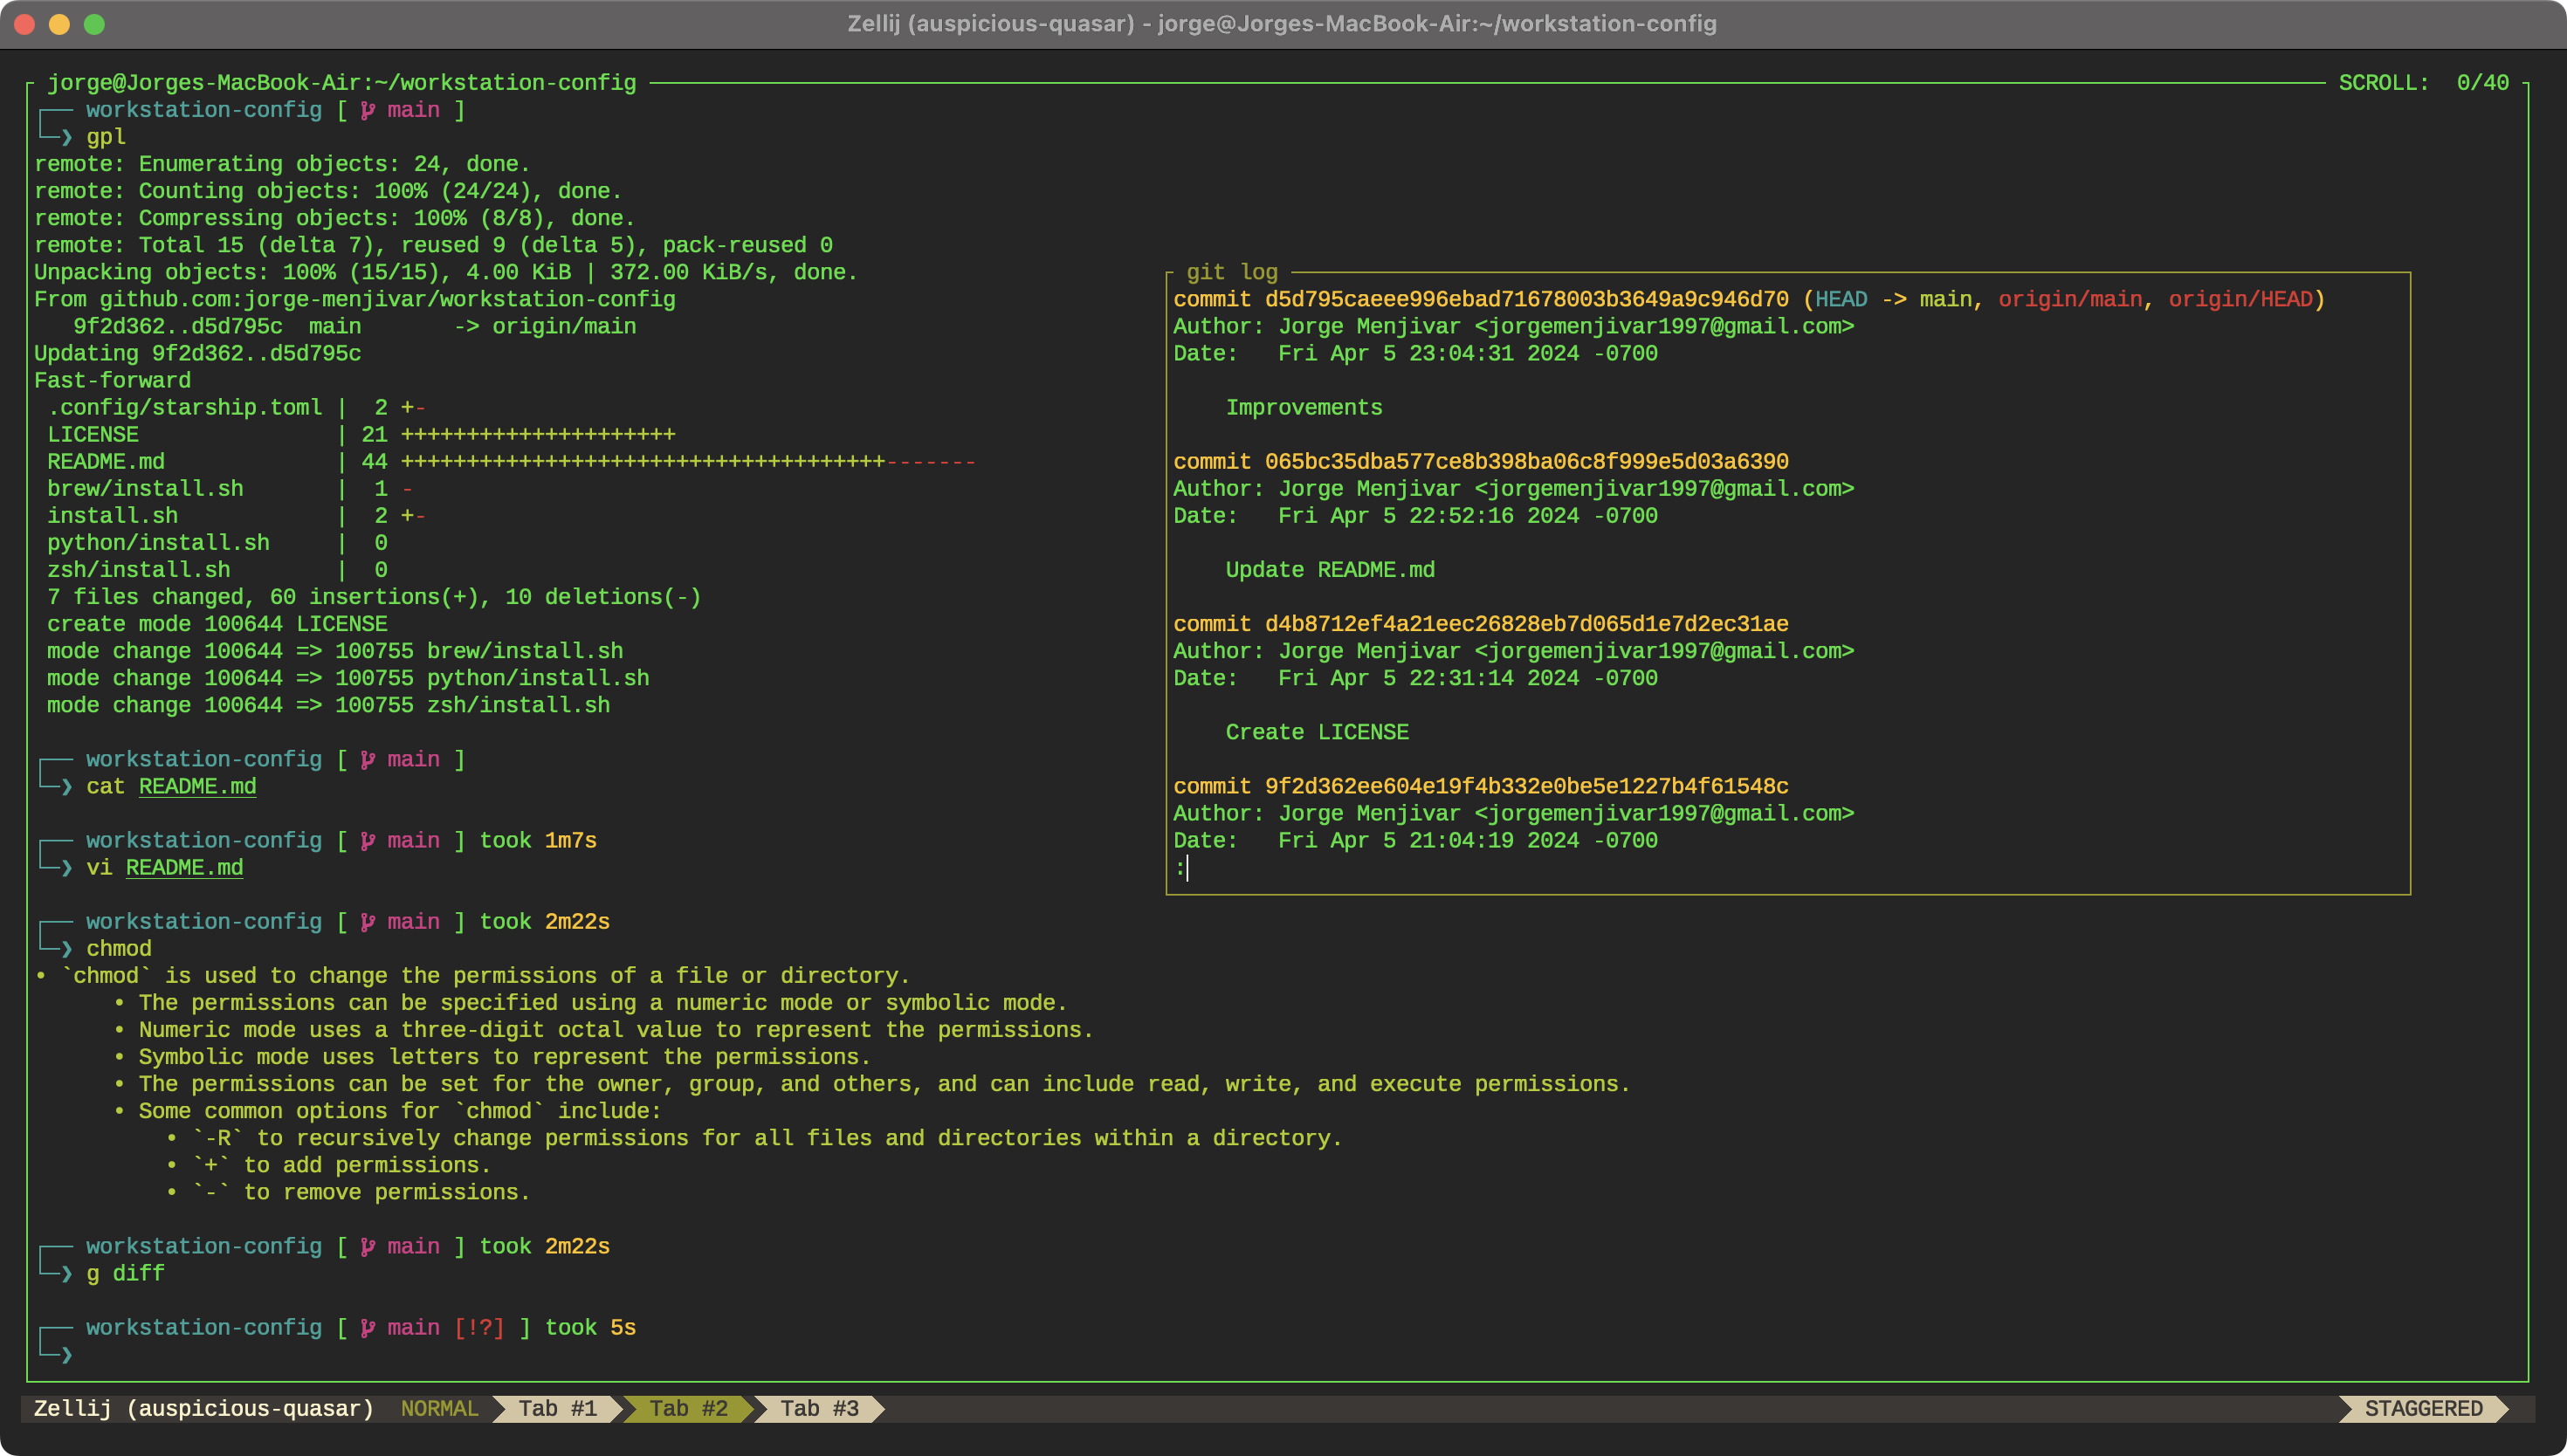 Zellij (auspicious-quasar) - jorge@Jorges-MacBook-Air:~/workstation-config
jorge@Jorges-MacBook-Air:~/workstation-config SCROLL:  0/40
workstation-config [ main ]
❯ gpl
remote: Enumerating objects: 24, done.
remote: Counting objects: 100% (24/24), done.
remote: Compressing objects: 100% (8/8), done.
remote: Total 15 (delta 7), reused 9 (delta 5), pack-reused 0
Unpacking objects: 100% (15/15), 4.00 KiB | 372.00 KiB/s, done.
From github.com:jorge-menjivar/workstation-config
   9f2d362..d5d795c  main       -> origin/main
Updating 9f2d362..d5d795c
Fast-forward
 .config/starship.toml |  2 +-
 LICENSE               | 21 +++++++++++++++++++++
 README.md             | 44 +++++++++++++++++++++++++++++++++++++-------
 brew/install.sh       |  1 -
 install.sh            |  2 +-
 python/install.sh     |  0
 zsh/install.sh        |  0
 7 files changed, 60 insertions(+), 10 deletions(-)
 create mode 100644 LICENSE
 mode change 100644 => 100755 brew/install.sh
 mode change 100644 => 100755 python/install.sh
 mode change 100644 => 100755 zsh/install.sh
workstation-config [ main ]
❯ cat README.md
workstation-config [ main ] took 1m7s
❯ vi README.md
workstation-config [ main ] took 2m22s
❯ chmod
• `chmod` is used to change the permissions of a file or directory.
      • The permissions can be specified using a numeric mode or symbolic mode.
      • Numeric mode uses a three-digit octal value to represent the permissions.
      • Symbolic mode uses letters to represent the permissions.
      • The permissions can be set for the owner, group, and others, and can include read, write, and execute permissions.
      • Some common options for `chmod` include:
          • `-R` to recursively change permissions for all files and directories within a directory.
          • `+` to add permissions.
          • `-` to remove permissions.
workstation-config [ main ] took 2m22s
❯ g diff
workstation-config [ main [!?] ] took 5s
❯
git log
commit d5d795caeee996ebad71678003b3649a9c946d70 (HEAD -> main, origin/main, origin/HEAD)
Author: Jorge Menjivar <jorgemenjivar1997@gmail.com>
Date:   Fri Apr 5 23:04:31 2024 -0700
    Improvements
commit 065bc35dba577ce8b398ba06c8f999e5d03a6390
Author: Jorge Menjivar <jorgemenjivar1997@gmail.com>
Date:   Fri Apr 5 22:52:16 2024 -0700
    Update README.md
commit d4b8712ef4a21eec26828eb7d065d1e7d2ec31ae
Author: Jorge Menjivar <jorgemenjivar1997@gmail.com>
Date:   Fri Apr 5 22:31:14 2024 -0700
    Create LICENSE
commit 9f2d362ee604e19f4b332e0be5e1227b4f61548c
Author: Jorge Menjivar <jorgemenjivar1997@gmail.com>
Date:   Fri Apr 5 21:04:19 2024 -0700
:
Zellij (auspicious-quasar)  NORMAL  Tab #1  Tab #2  Tab #3  STAGGERED